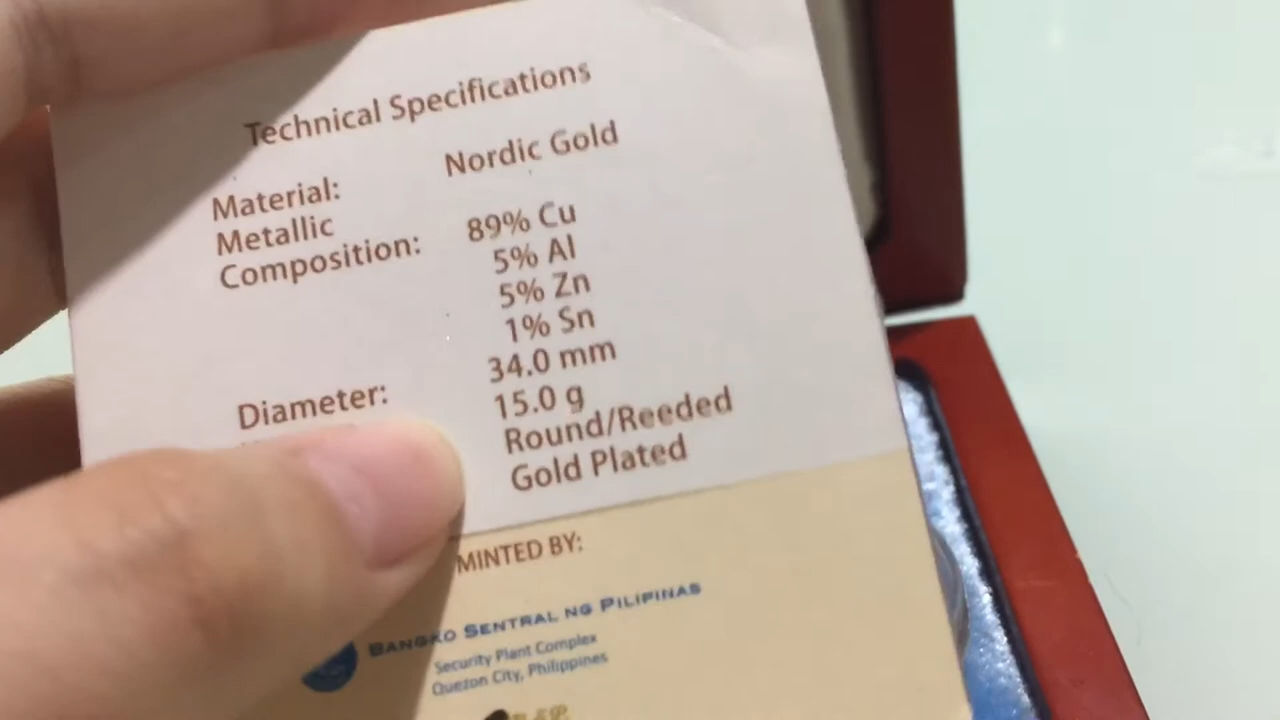 Technical Specifications
Material: Nordic Gold
Metallic
Composition: 89% Cu
5% Al
5% Zn
1% Sn
Diameter: 34.0 mm
15.0 g
Round/Reeded
Gold Plated
MINTED BY:
BANGKO SENTRAL NG PILIPINAS
Security Plant Complex
Quezon City, Philippines